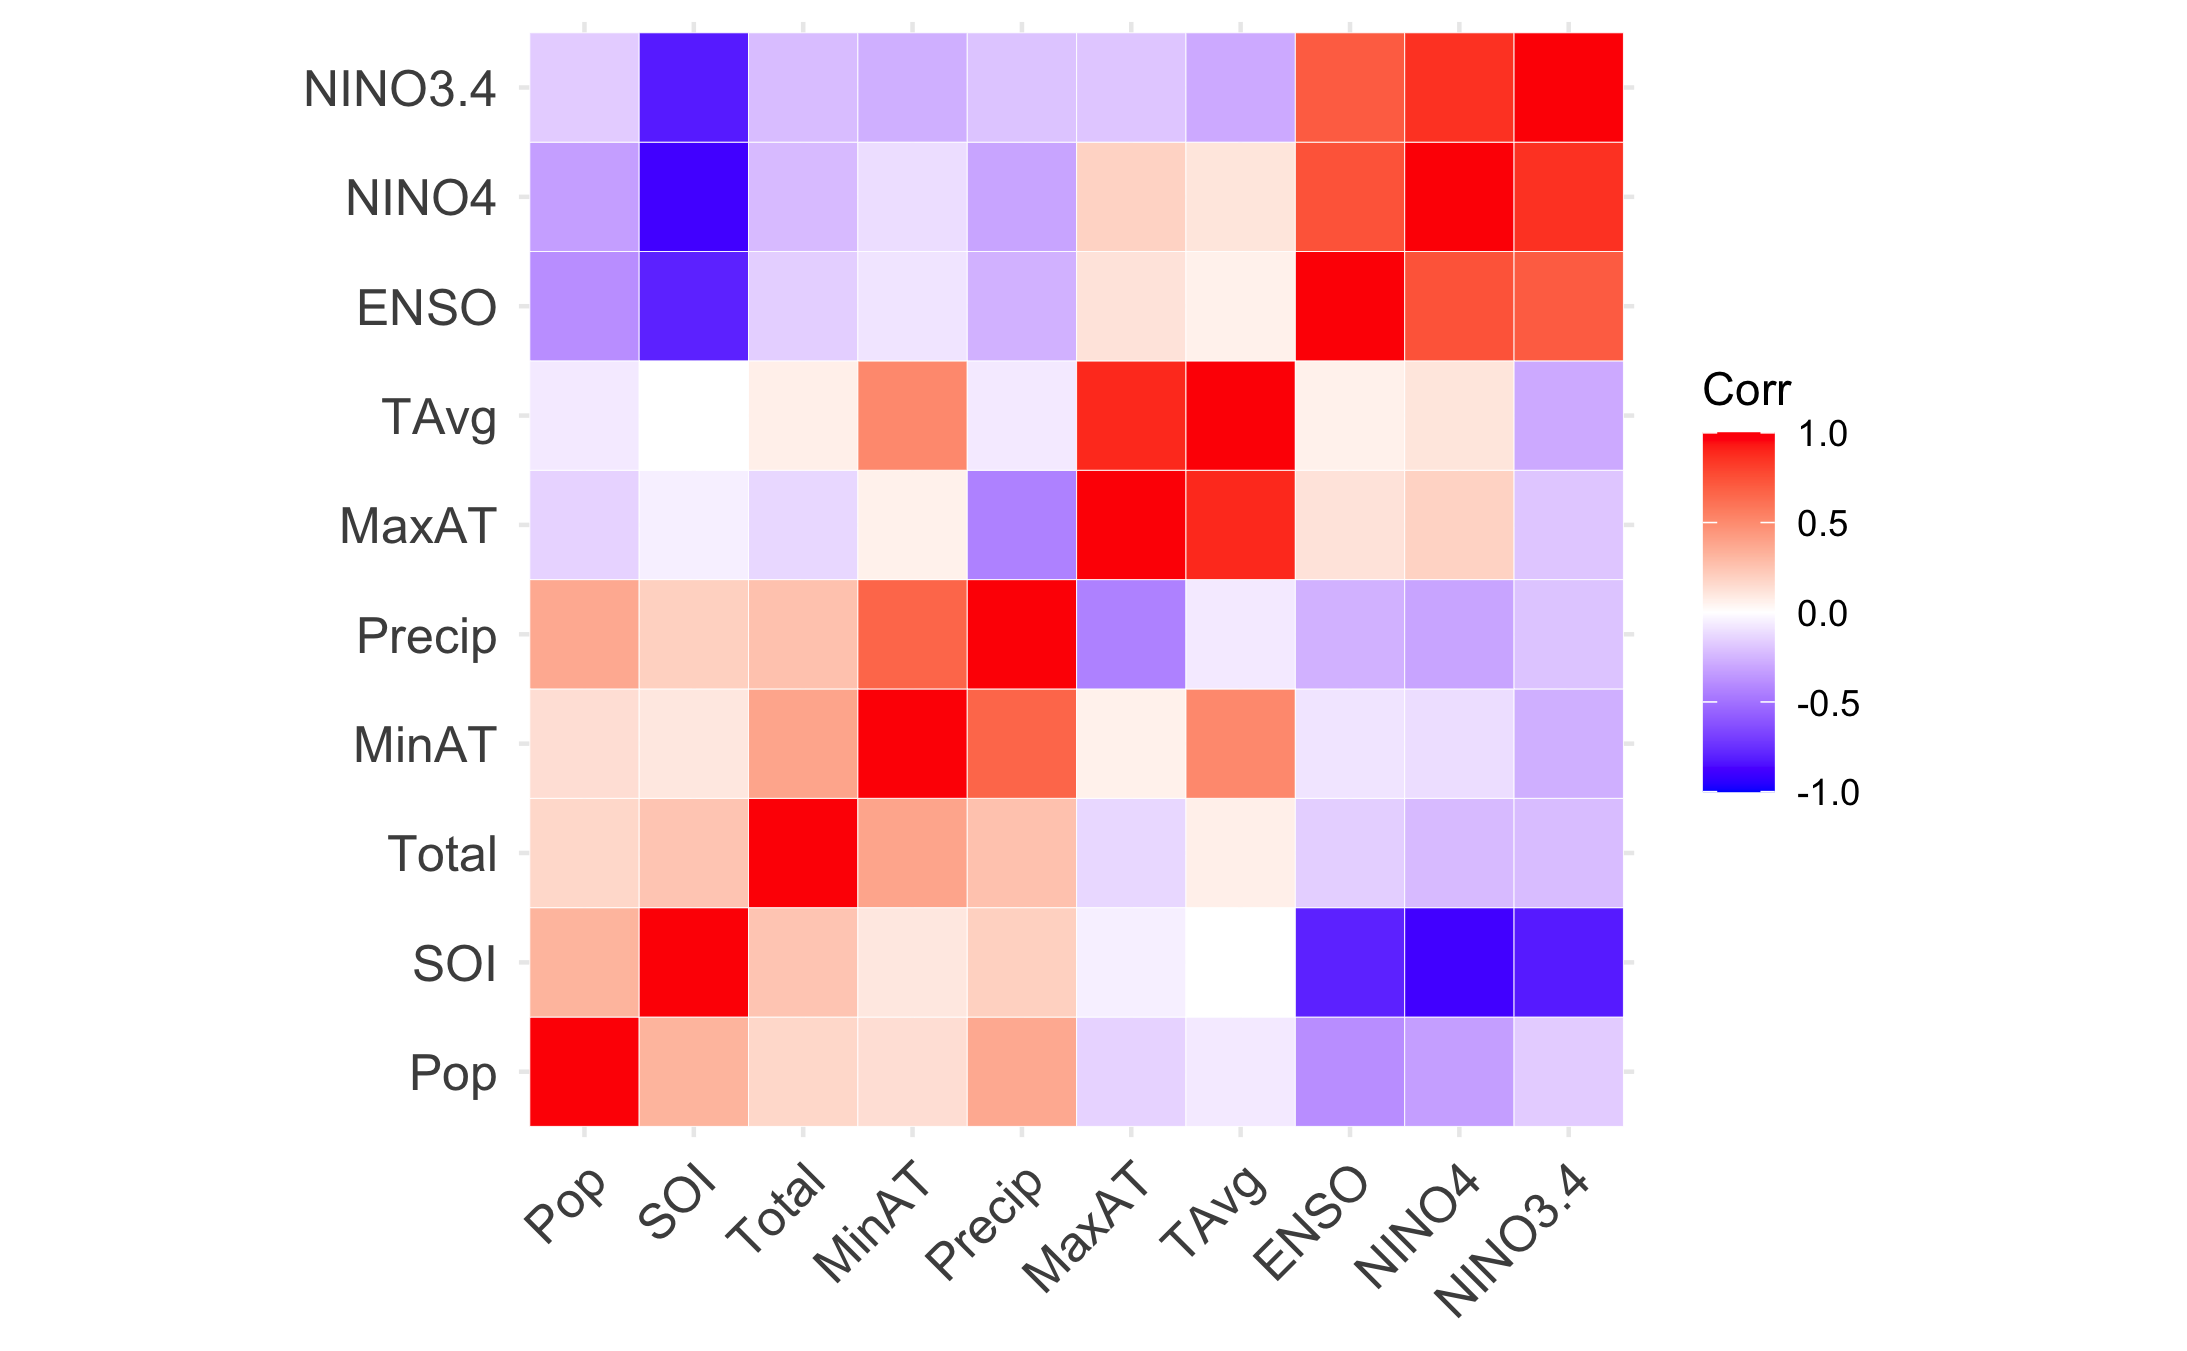 NINO3.4
NINO4
ENSO
TAvg
MaxAT
Precip
MinAT
Total
SOI
Pop
Pop
SOI
Total
MinAT
Precip
MaxAT
TAvg
ENSO
NINO4
NINO3.4
Corr
1.0
0.5
0.0
-0.5
-1.0